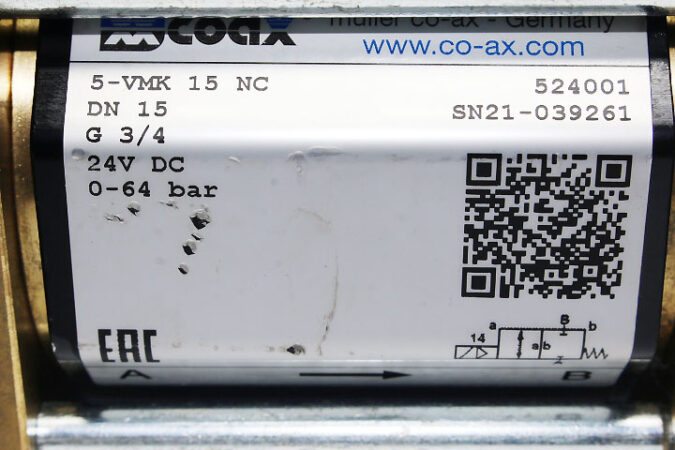 coax
müller co-ax - Germany
www.co-ax.com
5-VMK 15 NC
524001
DN 15
SN21-039261
G 3/4
24V DC
0-64 bar
EAC
14
a
B
b
a
b
A
B